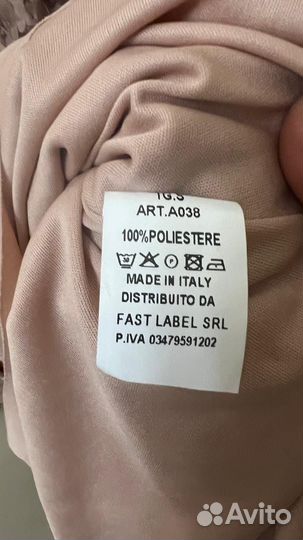 TG.S
ART.A038
100%POLIESTERE
MADE IN ITALY
DISTRIBUITO DA
FAST LABEL SRL
P.IVA 03479591202
Avito